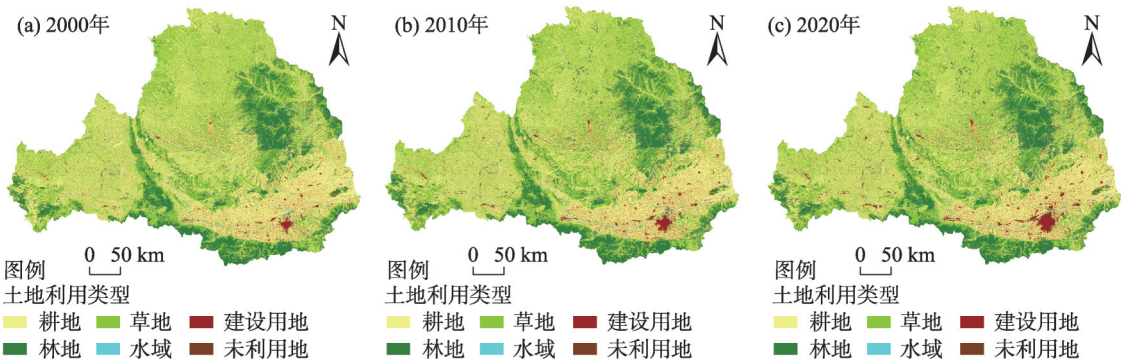 (a) 2000年
N
0 50 km
图例
土地利用类型
耕地 草地 建设用地
林地 水域 未利用地
(b) 2010年
N
0 50 km
图例
土地利用类型
耕地 草地 建设用地
林地 水域 未利用地
(c) 2020年
N
0 50 km
图例
土地利用类型
耕地 草地 建设用地
林地 水域 未利用地